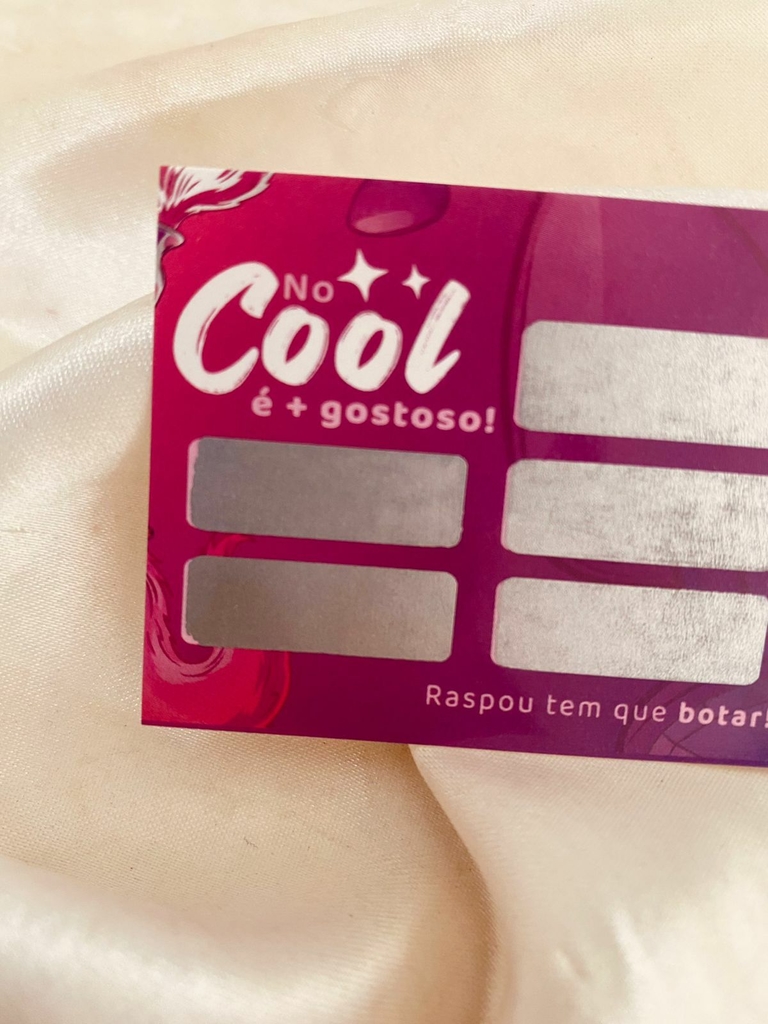 No
Cool
é + gostoso!
Raspou tem que botar!